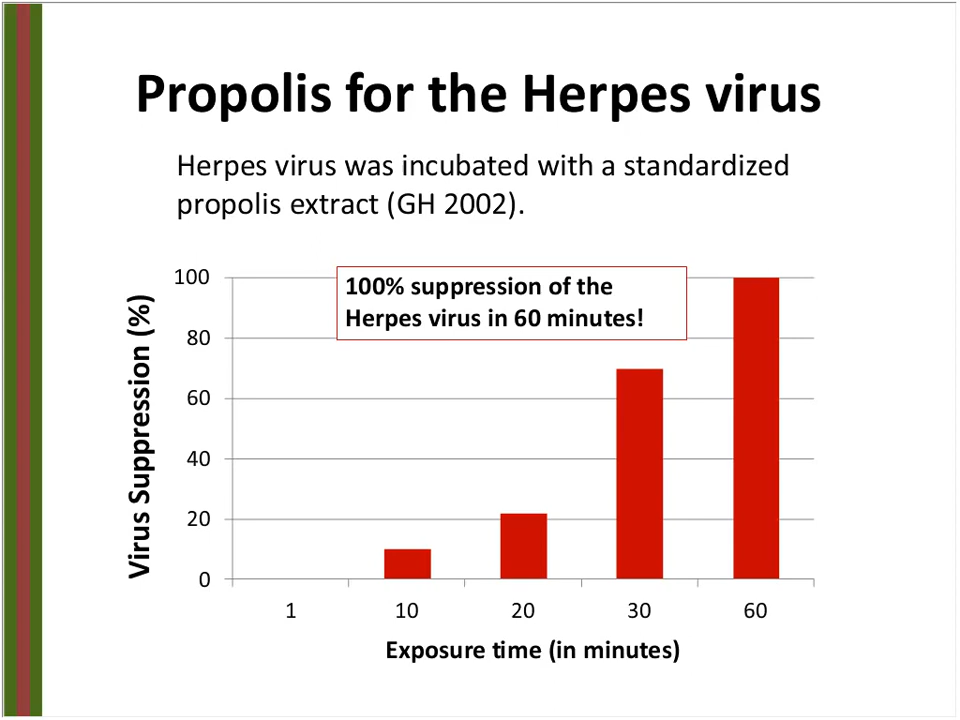 Propolis for the Herpes virus
Herpes virus was incubated with a standardized
propolis extract (GH 2002).
100% suppression of the
Herpes virus in 60 minutes!
Virus Suppression (%)
100
80
60
40
20
0
1 10 20 30 60
Exposure time (in minutes)